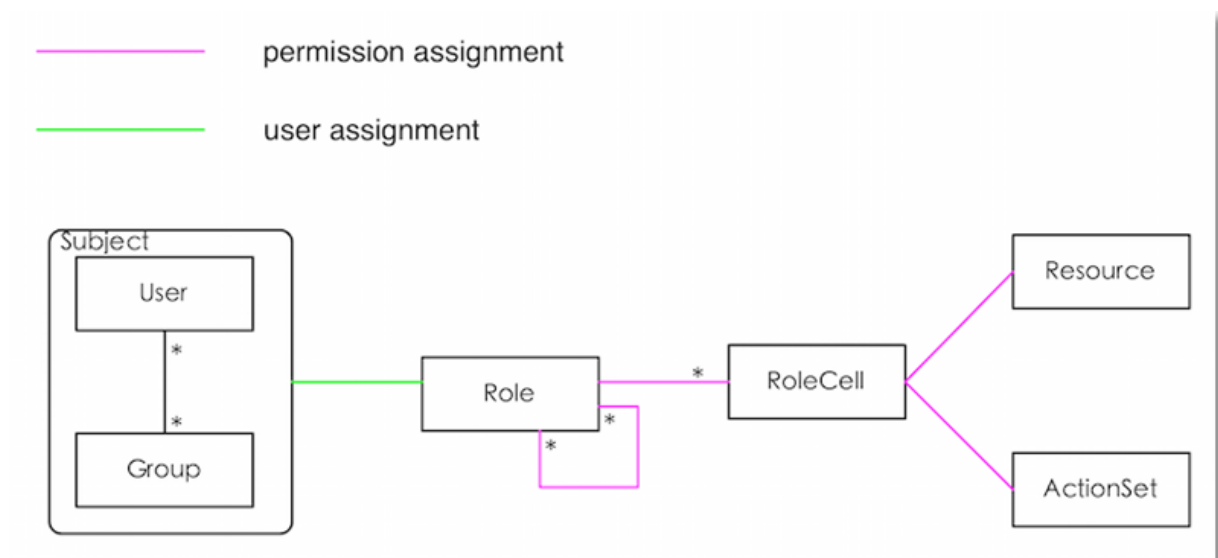 permission assignment
user assignment
Subject
User
*
*
Group
Role
*
*
*
RoleCell
Resource
ActionSet